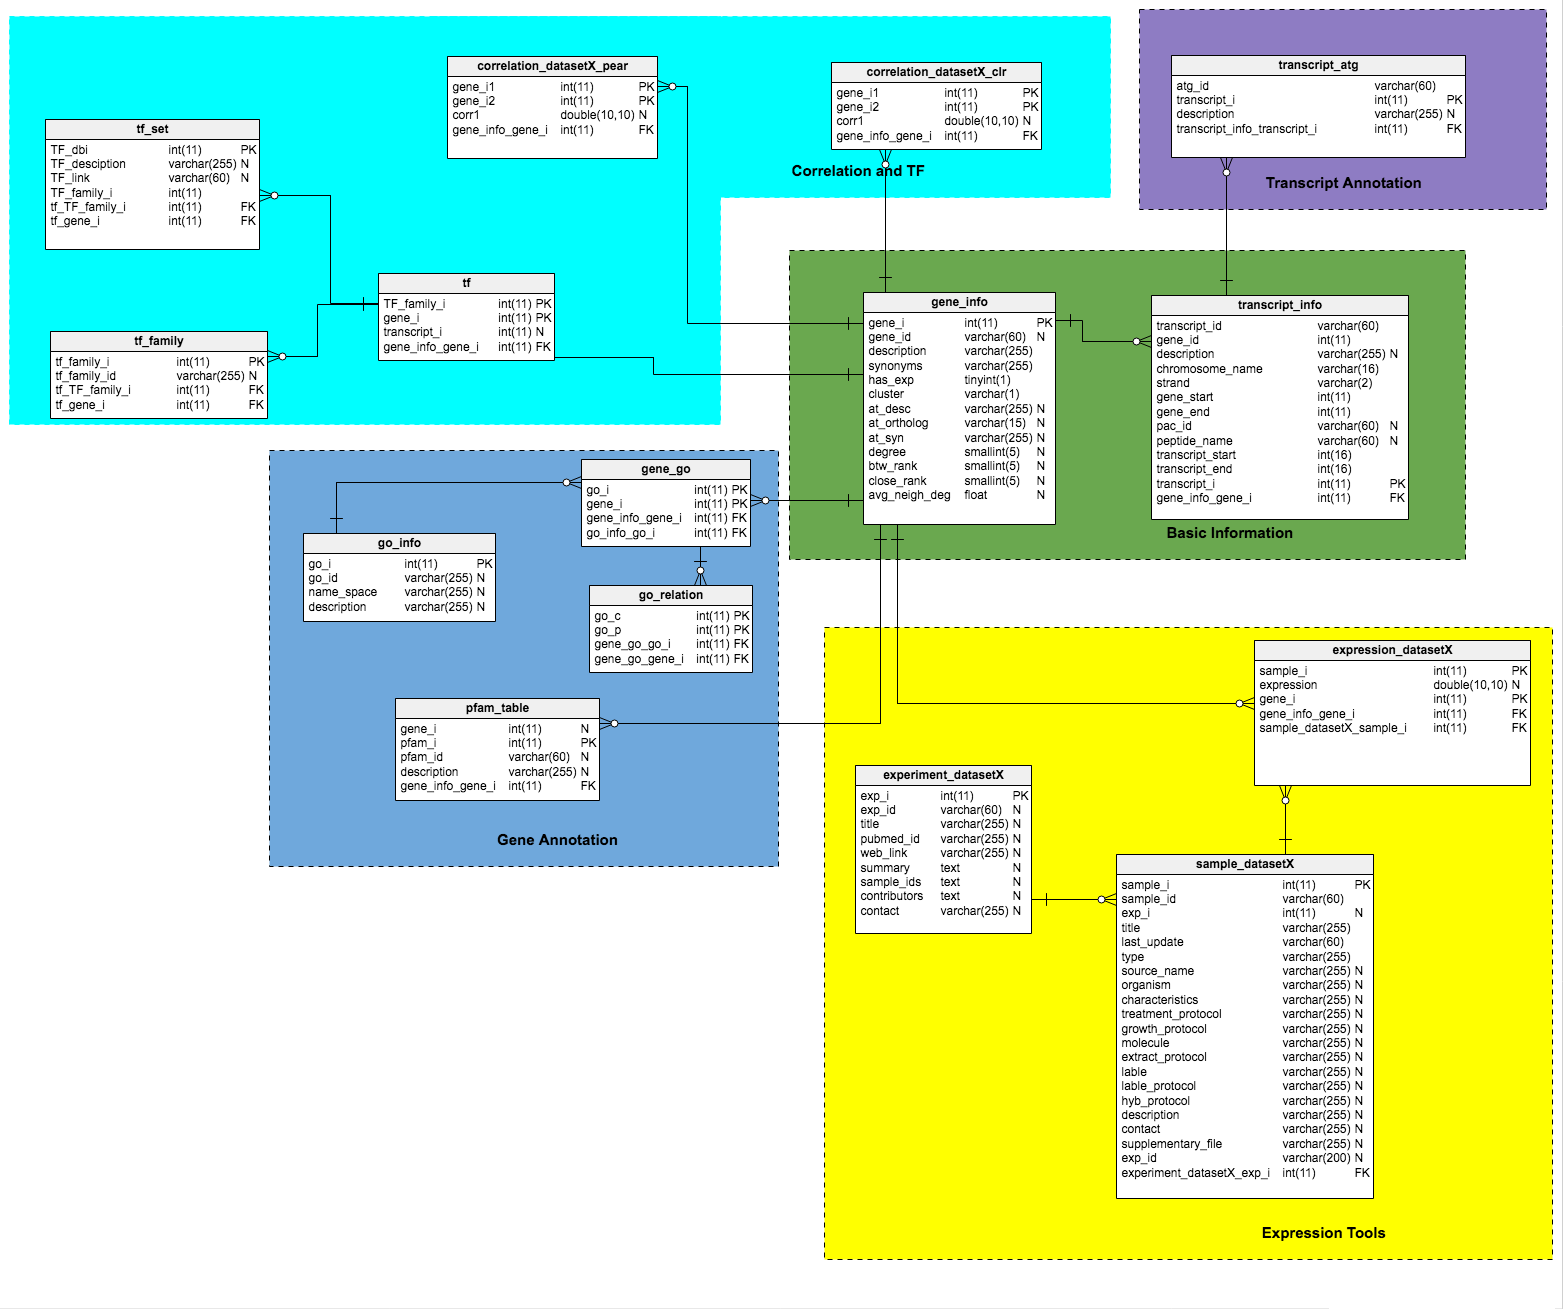 correlation_datasetX_pear
gene_i1 int(11) PK
gene_i2 int(11) PK
corr1 double(10,10) N
gene_info_gene_i int(11) FK
correlation_datasetX_clr
gene_i1 int(11) PK
gene_i2 int(11) PK
corr1 double(10,10) N
gene_info_gene_i int(11) FK
tf_set
TF_dbi int(11) PK
TF_desciption varchar(255) N
TF_link varchar(60) N
TF_family_i int(11)
tf_TF_family_i int(11) FK
tf_gene_i int(11) FK
Correlation and TF
tf
TF_family_i int(11) PK
gene_i int(11) PK
transcript_i int(11) N
gene_info_gene_i int(11) FK
tf_family
tf_family_i int(11) PK
tf_family_id varchar(255) N
tf_TF_family_i int(11) FK
tf_gene_i int(11) FK
transcript_atg
atg_id varchar(60)
transcript_i int(11) PK
description varchar(255) N
transcript_info_transcript_i int(11) FK
Transcript Annotation
gene_info
gene_i int(11) PK
gene_id varchar(60) N
description varchar(255)
synonyms varchar(255)
has_exp tinyint(1)
cluster varchar(1)
at_desc varchar(255) N
at_ortholog varchar(15) N
at_syn varchar(255) N
degree smallint(5) N
btw_rank smallint(5) N
close_rank smallint(5) N
avg_neigh_deg float N
transcript_info
transcript_id varchar(60)
gene_id int(11)
description varchar(255) N
chromosome_name varchar(16)
strand varchar(2)
gene_start int(11)
gene_end int(11)
pac_id varchar(60) N
peptide_name varchar(60) N
transcript_start int(16)
transcript_end int(16)
transcript_i int(11) PK
gene_info_gene_i int(11) FK
Basic Information
gene_go
go_i int(11) PK
gene_i int(11) PK
gene_info_gene_i int(11) FK
go_info_go_i int(11) FK
go_info
go_i int(11) PK
go_id varchar(255) N
name_space varchar(255) N
description varchar(255) N
go_relation
go_c int(11) PK
go_p int(11) PK
gene_go_go_i int(11) FK
gene_go_gene_i int(11) FK
pfam_table
gene_i int(11) N
pfam_i int(11) PK
pfam_id varchar(60) N
description varchar(255) N
gene_info_gene_i int(11) FK
Gene Annotation
expression_datasetX
sample_i int(11) PK
expression double(10,10) N
gene_i int(11) PK
gene_info_gene_i int(11) FK
sample_datasetX_sample_i int(11) FK
experiment_datasetX
exp_i int(11) PK
exp_id varchar(60) N
title varchar(255) N
pubmed_id varchar(255) N
web_link varchar(255) N
summary text N
sample_ids text N
contributors text N
contact varchar(255) N
sample_datasetX
sample_i int(11) PK
sample_id varchar(60)
exp_i int(11) N
title varchar(255)
last_update varchar(60)
type varchar(255)
source_name varchar(255) N
organism varchar(255) N
characteristics varchar(255) N
treatment_protocol varchar(255) N
growth_protocol varchar(255) N
molecule varchar(255) N
extract_protocol varchar(255) N
lable varchar(255) N
lable_protocol varchar(255) N
hyb_protocol varchar(255) N
description varchar(255) N
contact varchar(255) N
supplementary_file varchar(255) N
exp_id varchar(200) N
experiment_datasetX_exp_i int(11) FK
Expression Tools